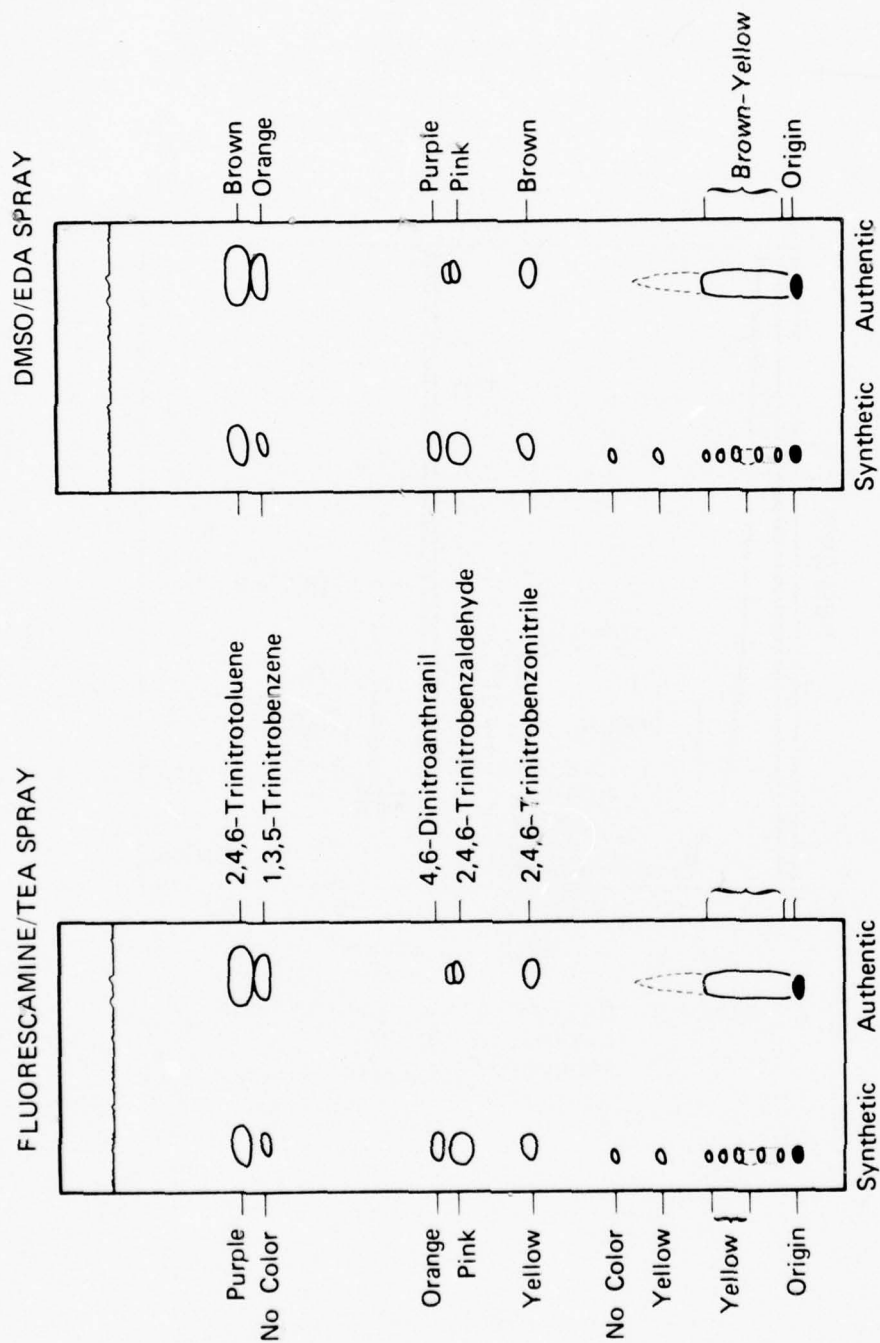 FLUORESCAMINE/TEA SPRAY
Purple
No Color
Orange
Pink
Yellow
No Color
Yellow
Yellow
Origin
2,4,6-Trinitrotoluene
1,3,5-Trinitrobenzene
4,6-Dinitroanthranil
2,4,6-Trinitrobenzaldehyde
2,4,6-Trinitrobenzonitrile
Synthetic
Authentic
DMSO/EDA SPRAY
Brown
Orange
Purple
Pink
Brown
Brown-Yellow
Origin
Synthetic
Authentic